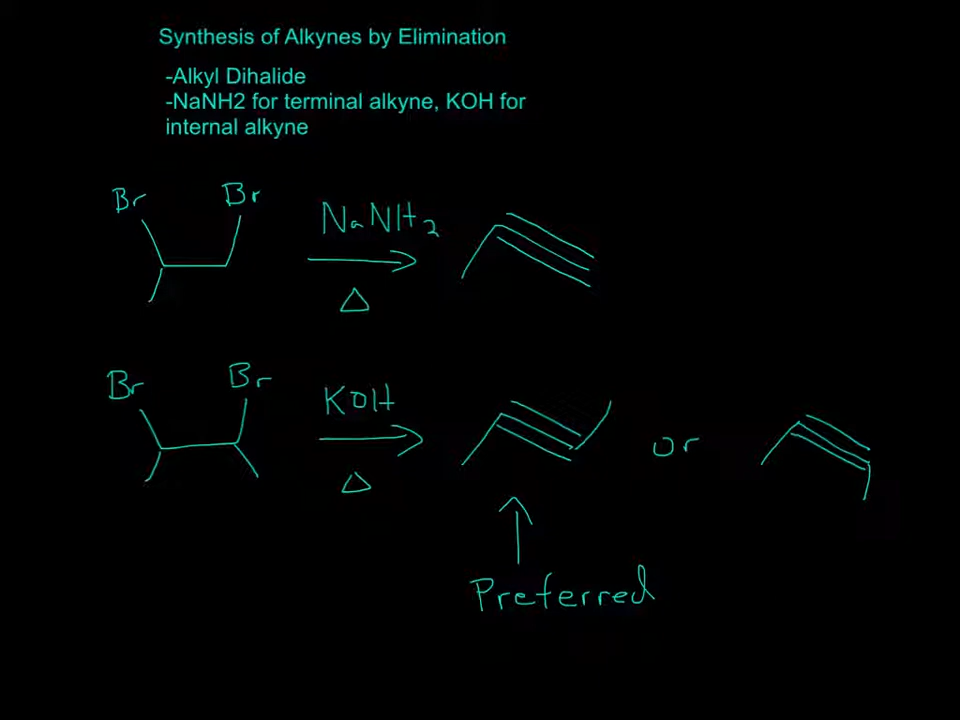 Synthesis of Alkynes by Elimination
-Alkyl Dihalide
-NaNH2 for terminal alkyne, KOH for
internal alkyne
Br Br
NaNH2
Δ
Br Br
KOH
Δ
or
Preferred